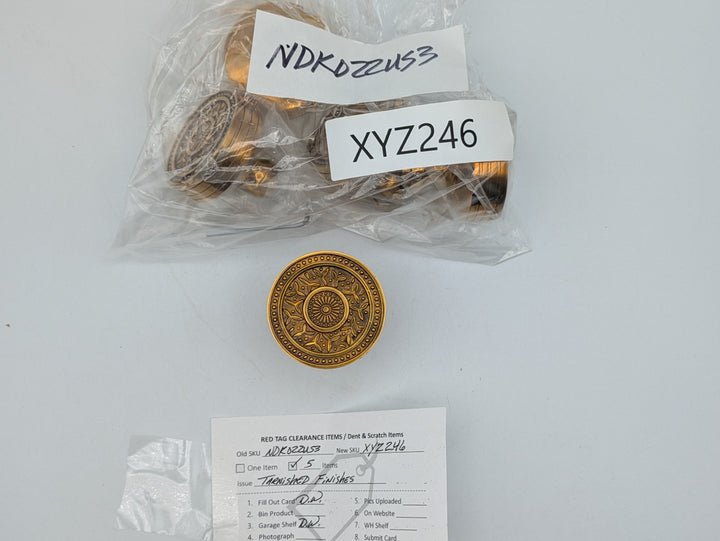 NDKDZZUS3
XYZ246
RED TAG CLEARANCE ITEMS / Dent & Scratch Items
Old SKU NDKDZZUS3 New SKU XYZ246
One Item ✓ 5 Items
Issue TARNISHED FINISHES
1. Fill Out Card D.N. 5. Pics Uploaded
2. Bin Product 6. On Website
3. Garage Shelf D.N. 7. WH Shelf
4. Photograph 8. Submit Card